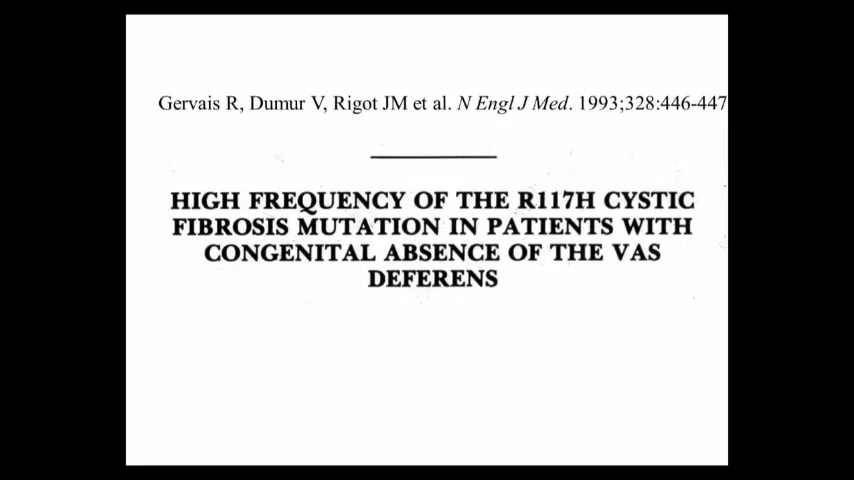 Gervais R, Dumur V, Rigot JM et al. N Engl J Med. 1993;328:446-447
HIGH FREQUENCY OF THE R117H CYSTIC
FIBROSIS MUTATION IN PATIENTS WITH
CONGENITAL ABSENCE OF THE VAS
DEFERENS